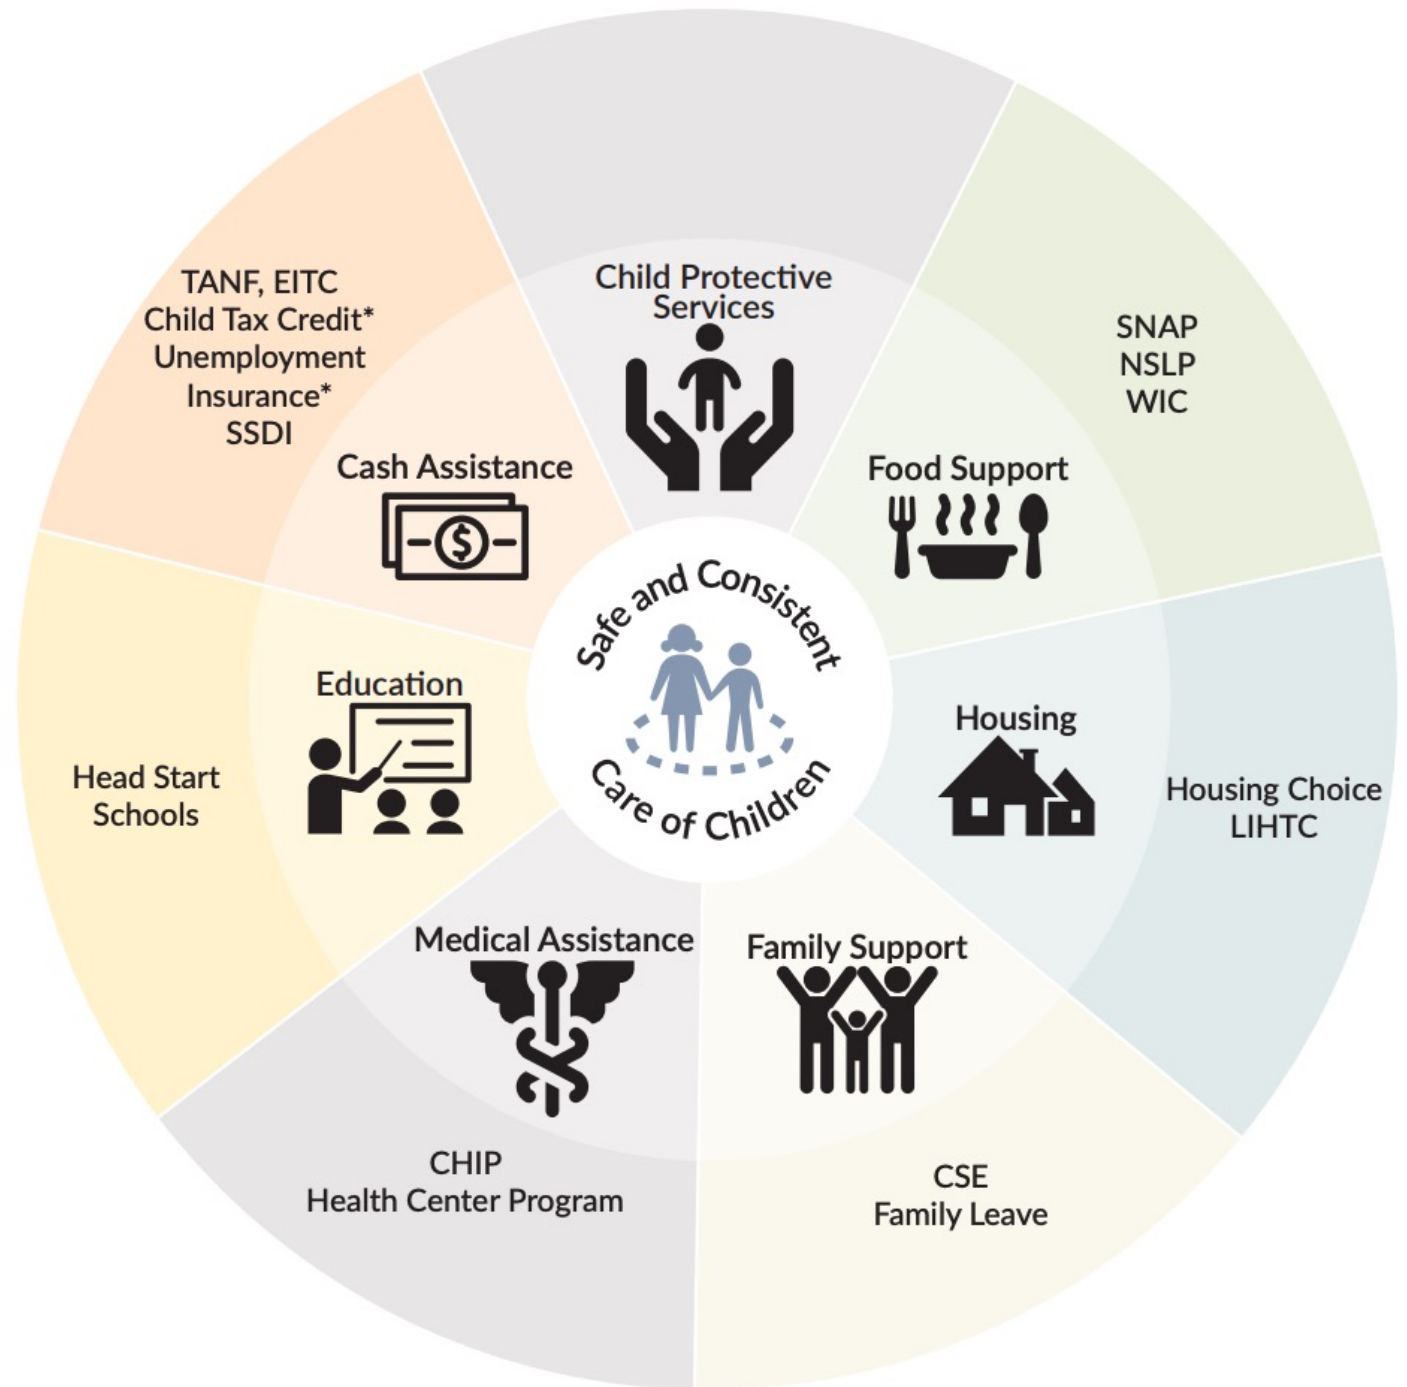 Child Protective
Services
SNAP
NSLP
WIC
Food Support
Housing
Housing Choice
LIHTC
Family Support
CSE
Family Leave
Medical Assistance
CHIP
Health Center Program
Education
Head Start
Schools
TANF, EITC
Child Tax Credit*
Unemployment
Insurance*
SSDI
Cash Assistance
$
Safe and Consistent
Care of Children